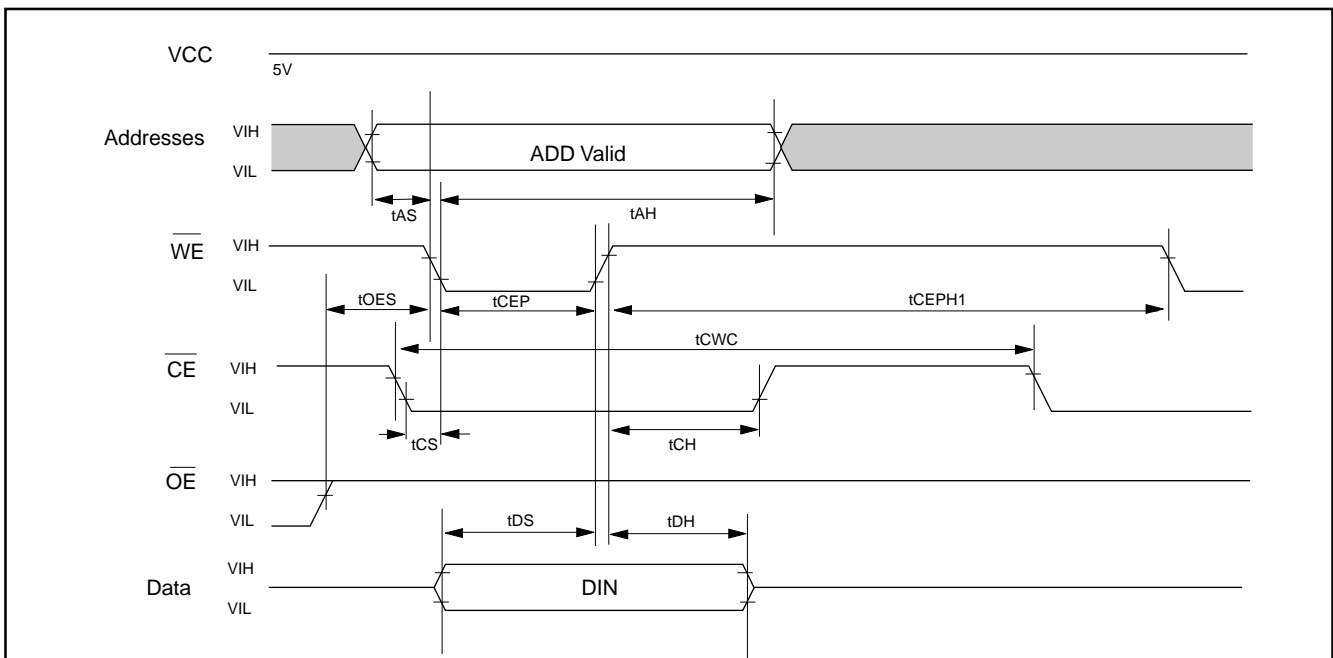 VCC
5V
Addresses
VIH
VIL
ADD Valid
tAS
tAH
WE
VIH
VIL
tOES
tCEP
tCEPH1
tCWC
CE
VIH
VIL
tCS
tCH
OE
VIH
VIL
tDS
tDH
Data
VIH
VIL
DIN